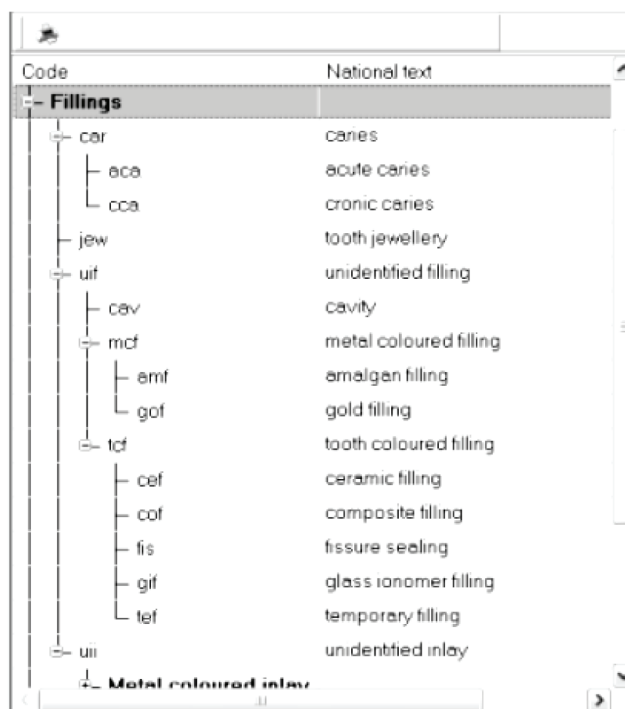 Code National text
Fillings
car caries
aca acute caries
cca cronic caries
jew tooth jewellery
uif unidentified filling
cav cavity
mcf metal coloured filling
amf amalgan filling
gof gold filling
tcf tooth coloured filling
cef ceramic filling
cof composite filling
fis fissure sealing
gif glass ionomer filling
tef temporary filling
uii unidentified inlay
Metal coloured inlay